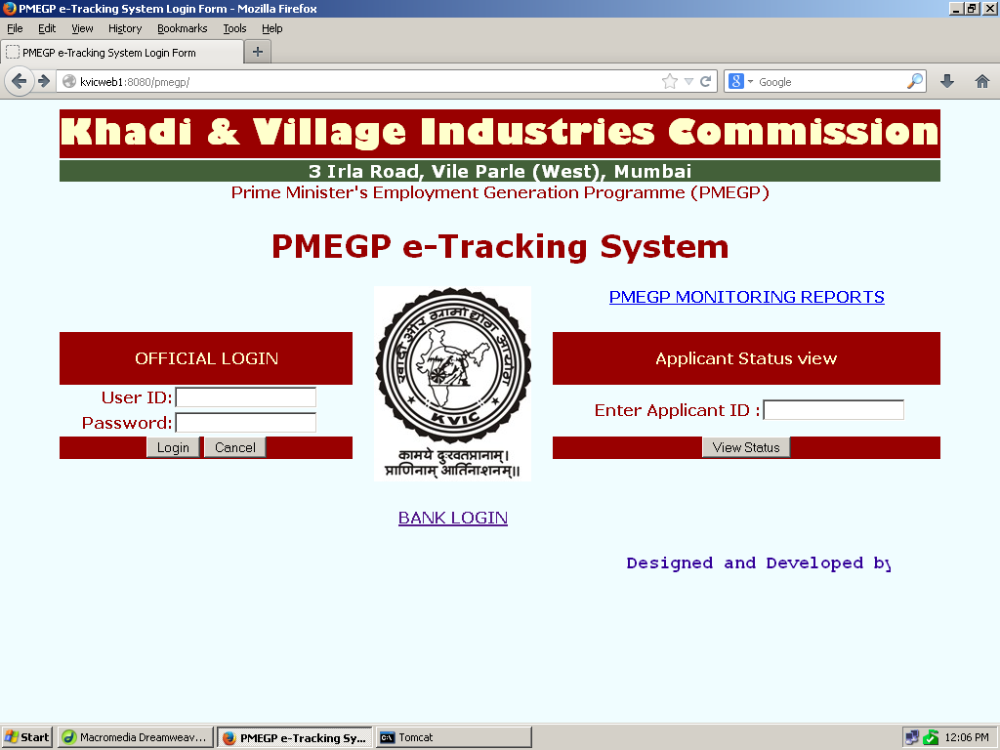 PMEGP e-Tracking System Login Form - Mozilla Firefox
File Edit View History Bookmarks Tools Help
PMEGP e-Tracking System Login Form
kvicweb1:8080/pmegp/
8 Google
Khadi & Village Industries Commission
3 Irla Road, Vile Parle (West), Mumbai
Prime Minister's Employment Generation Programme (PMEGP)
PMEGP e-Tracking System
PMEGP MONITORING REPORTS
OFFICIAL LOGIN
User ID:
Password:
Login Cancel
खादी और ग्रामोद्योग आयोग
KVIC
कामये दुःखतप्तानाम्।
प्राणिनाम् आर्तिनाशनम्॥
Applicant Status view
Enter Applicant ID :
View Status
BANK LOGIN
Designed and Developed by
Start Macromedia Dreamweav... PMEGP e-Tracking Sy... Tomcat 12:06 PM